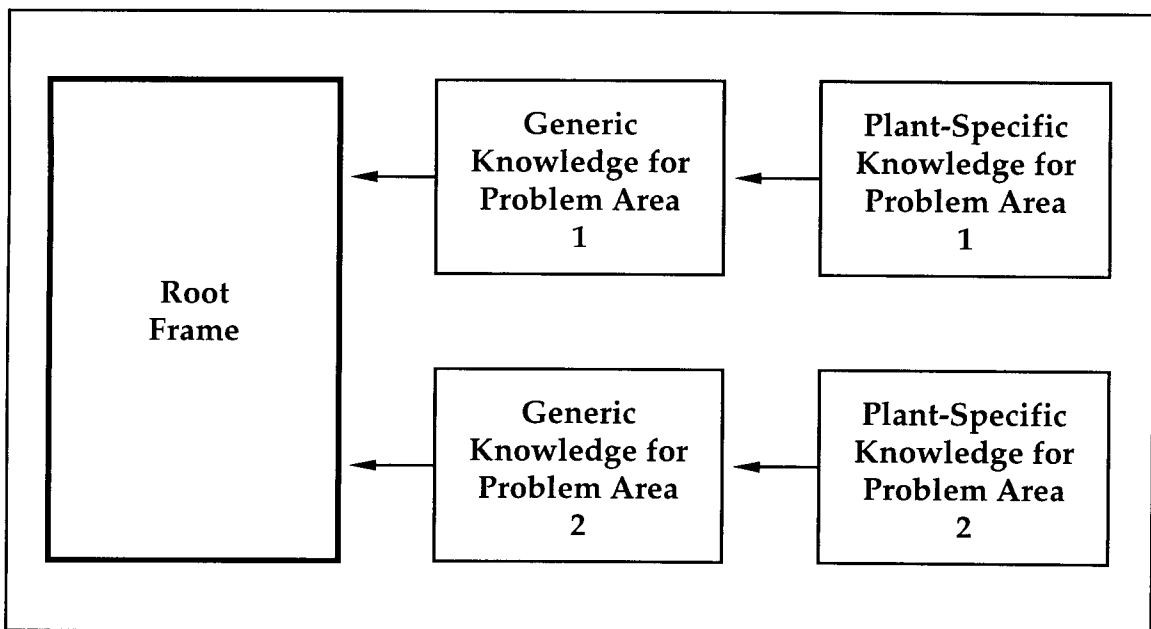 Root
Frame
Generic
Knowledge for
Problem Area
1
Plant-Specific
Knowledge for
Problem Area
1
Generic
Knowledge for
Problem Area
2
Plant-Specific
Knowledge for
Problem Area
2